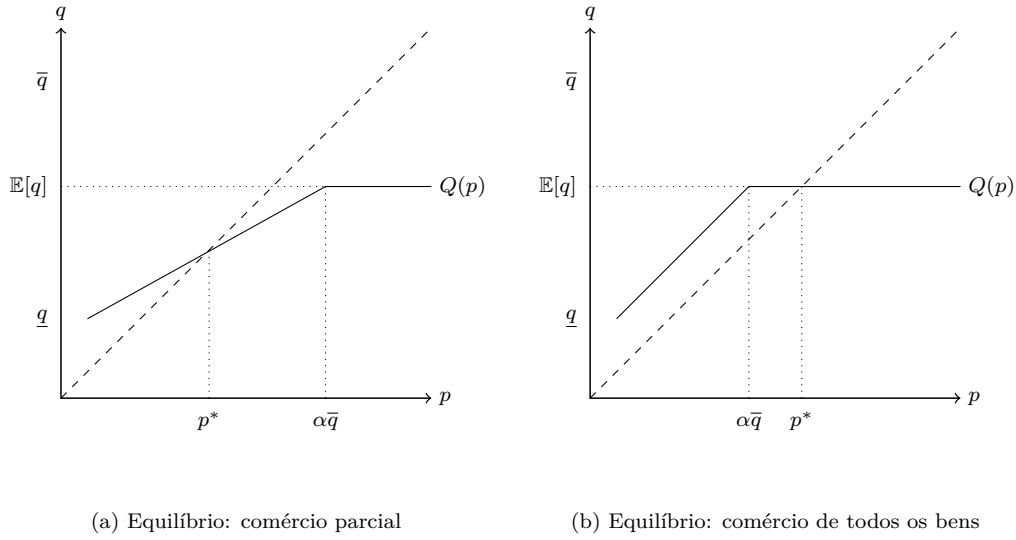 q
q̅
𝔼[q]
q̲
Q(p)
p
p*
αq̅
(a) Equilíbrio: comércio parcial
q
q̅
𝔼[q]
q̲
Q(p)
p
αq̅
p*
(b) Equilíbrio: comércio de todos os bens